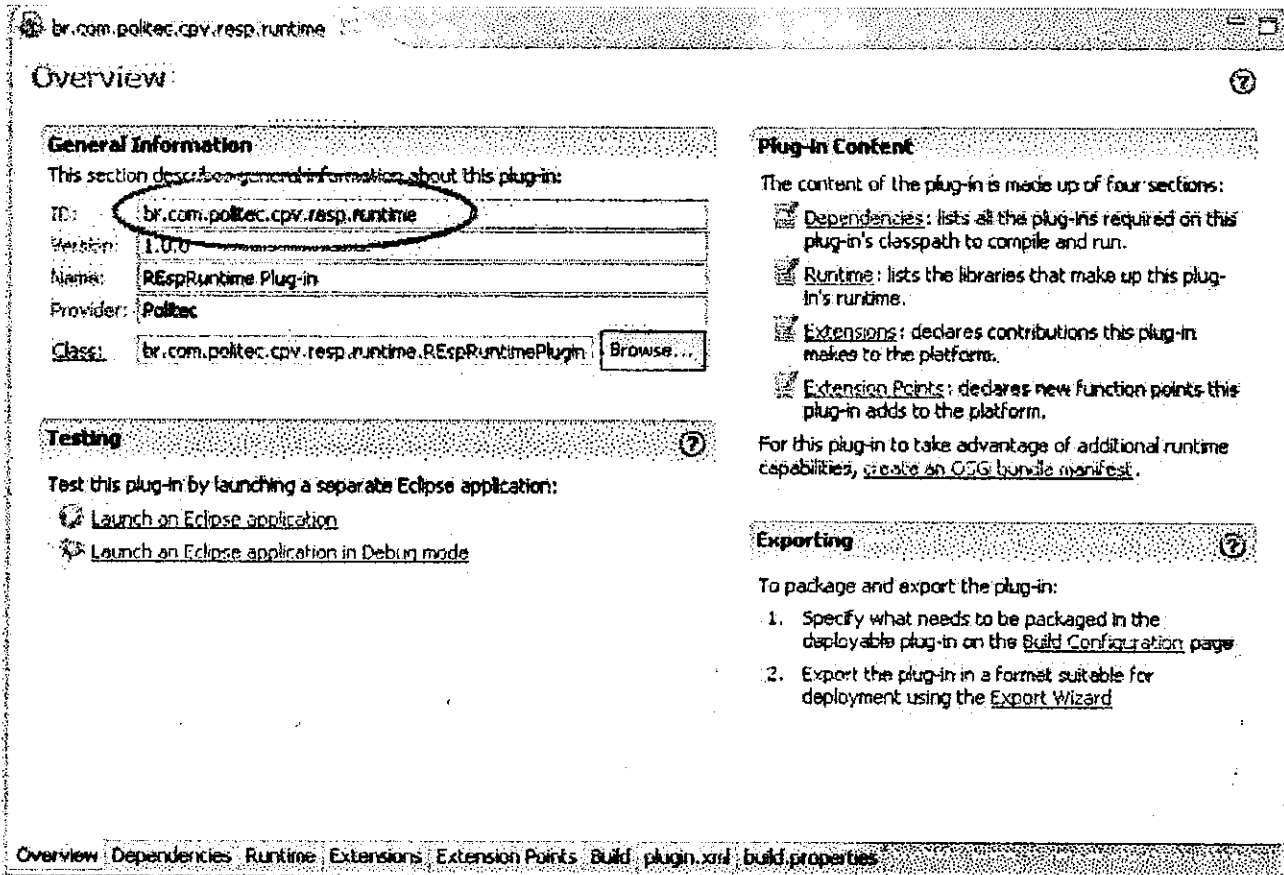 br.com.politec.cpv.resp.runtime
Overview
General Information
This section describes general information about this plug-in:
ID: br.com.politec.cpv.resp.runtime
Version: 1.0.0
Name: REspRuntime Plug-in
Provider: Politec
Class: br.com.politec.cpv.resp.runtime.REspRuntimePlugin Browse...
Testing
Test this plug-in by launching a separate Eclipse application:
Launch an Eclipse application
Launch an Eclipse application in Debug mode
Plug-in Content
The content of the plug-in is made up of four sections:
Dependencies: lists all the plug-ins required on this
plug-in's classpath to compile and run.
Runtime: lists the libraries that make up this plug-
in's runtime.
Extensions: declares contributions this plug-in
makes to the platform.
Extension Points: declares new function points this
plug-in adds to the platform.
For this plug-in to take advantage of additional runtime
capabilities, create an OSGi bundle manifest.
Exporting
To package and export the plug-in:
1. Specify what needs to be packaged in the
deployable plug-in on the Build Configuration page
2. Export the plug-in in a format suitable for
deployment using the Export Wizard
Overview Dependencies Runtime Extensions Extension Points Build plugin.xml build.properties